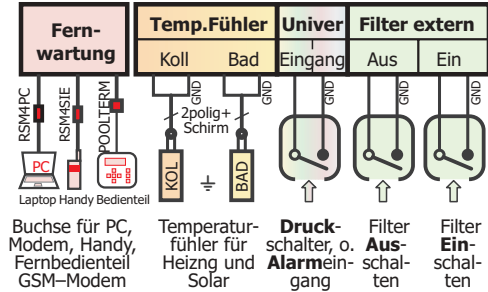 Fern-
wartung
Temp.Fühler
Koll
Bad
Univer
Eingang
Filter extern
Aus
Ein
GND
GND
GND
GND
GND
RSM4PC
RSM4SIE
POOLTERM
2polig+
Schirm
PC
KOL
BAD
Laptop Handy Bedienteil
Buchse für PC,
Modem, Handy,
Fernbedienteil
GSM–Modem
Temperatur-
fühler für
Heizng und
Solar
Druck-
schalter, o.
Alarmein-
gang
Filter
Aus-
schal-
ten
Filter
Ein-
schal-
ten